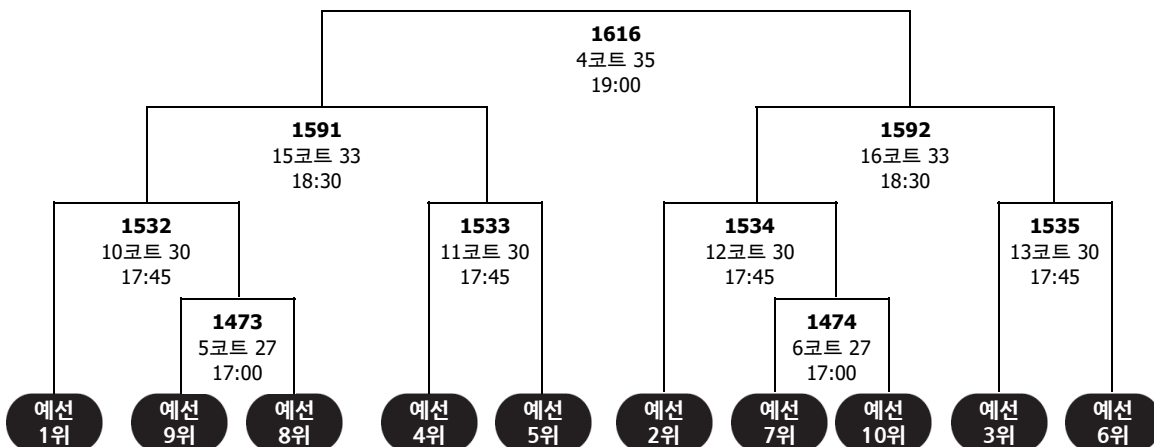 1616
4코트 35
19:00
1591
15코트 33
18:30
1592
16코트 33
18:30
1532
10코트 30
17:45
1533
11코트 30
17:45
1534
12코트 30
17:45
1535
13코트 30
17:45
1473
5코트 27
17:00
1474
6코트 27
17:00
예선
1위
예선
9위
예선
8위
예선
4위
예선
5위
예선
2위
예선
7위
예선
10위
예선
3위
예선
6위